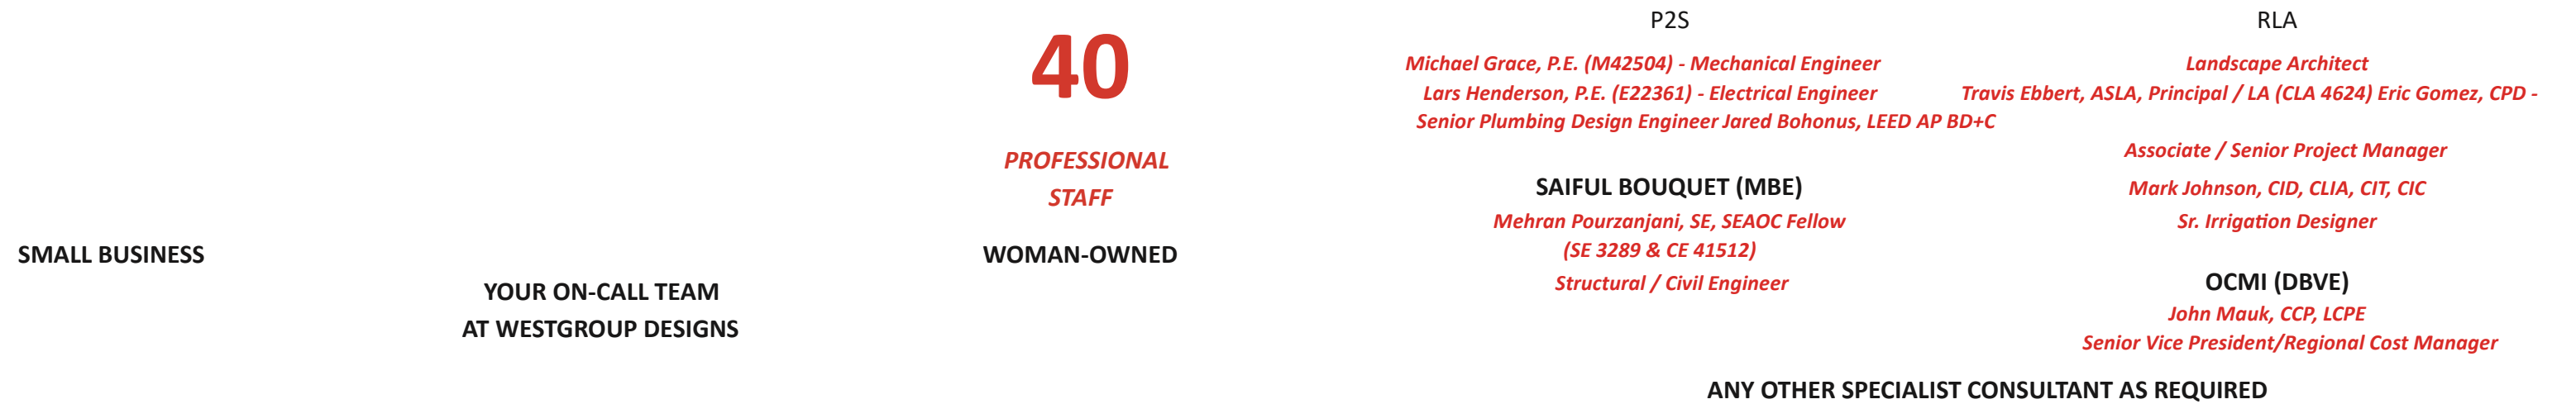 SMALL BUSINESS
YOUR ON-CALL TEAM
AT WESTGROUP DESIGNS
40
PROFESSIONAL
STAFF
WOMAN-OWNED
P2S
Michael Grace, P.E. (M42504) - Mechanical Engineer
Lars Henderson, P.E. (E22361) - Electrical Engineer
Senior Plumbing Design Engineer Jared Bohonus, LEED AP BD+C
SAIFUL BOUQUET (MBE)
Mehran Pourzanjani, SE, SEAOC Fellow
(SE 3289 & CE 41512)
Structural / Civil Engineer
RLA
Landscape Architect
Travis Ebbert, ASLA, Principal / LA (CLA 4624) Eric Gomez, CPD -
Associate / Senior Project Manager
Mark Johnson, CID, CLIA, CIT, CIC
Sr. Irrigation Designer
OCMI (DBVE)
John Mauk, CCP, LCPE
Senior Vice President/Regional Cost Manager
ANY OTHER SPECIALIST CONSULTANT AS REQUIRED